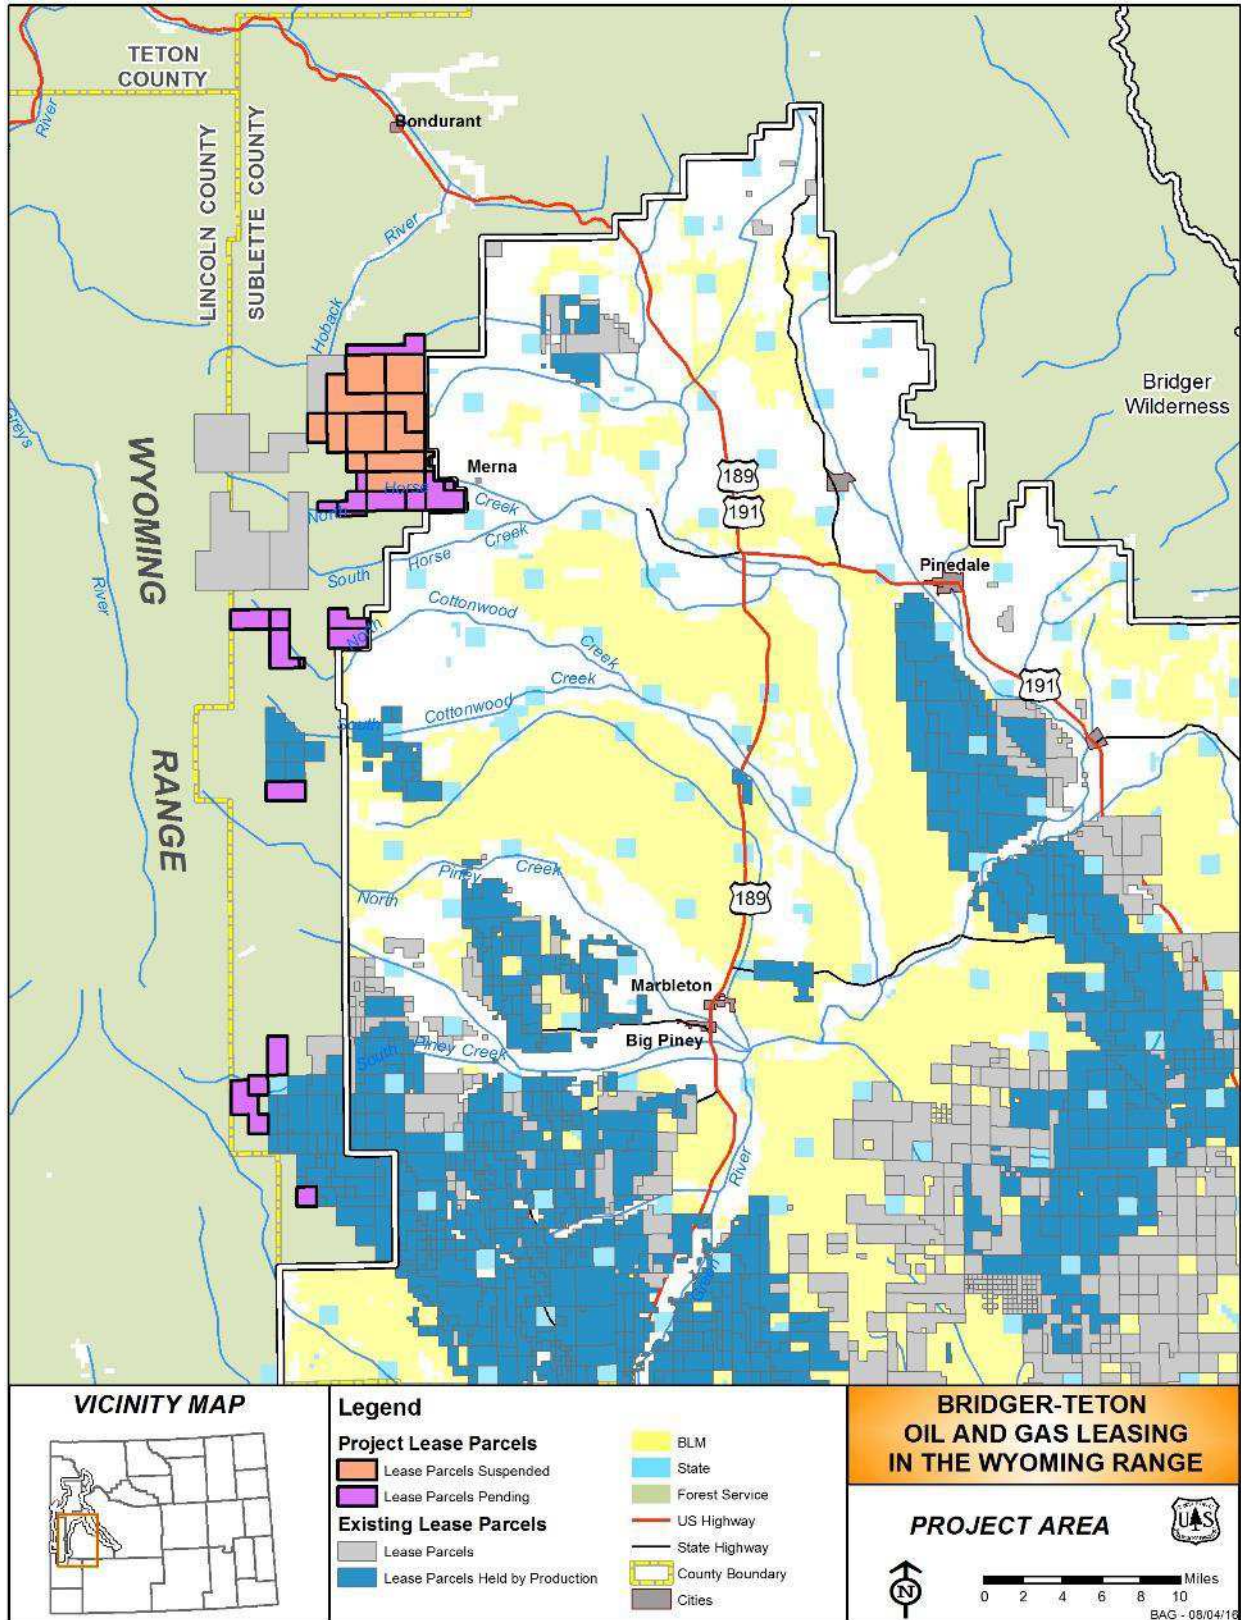 TETON
COUNTY
River
Bondurant
LINCOLN COUNTY
SUBLETTE COUNTY
River
Hoback
Bridger
Wilderness
Greys
WYOMING
Merna
Horse
Creek
North
189
191
Creek
Horse
South
Pinedale
River
Cottonwood
North
Creek
Creek
191
South
Cottonwood
RANGE
Piney
Creek
North
189
Marbleton
Big Piney
South
Piney Creek
River
Green
VICINITY MAP
Legend
Project Lease Parcels
Lease Parcels Suspended
Lease Parcels Pending
Existing Lease Parcels
Lease Parcels
Lease Parcels Held by Production
BLM
State
Forest Service
US Highway
State Highway
County Boundary
Cities
BRIDGER-TETON
OIL AND GAS LEASING
IN THE WYOMING RANGE
PROJECT AREA
U S
N
Miles
0 2 4 6 8 10